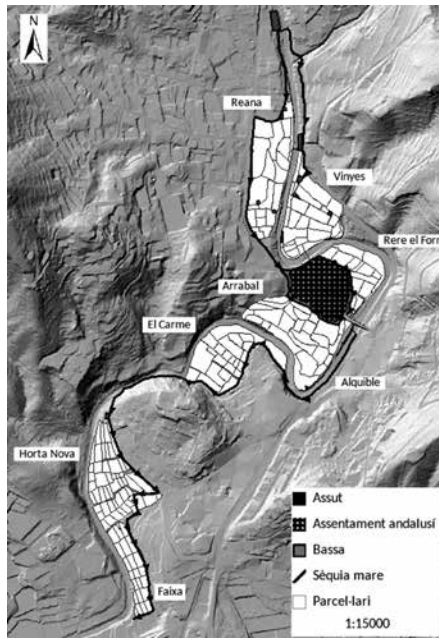 N
Reana
Vinyes
Rere el Forn
Arrabal
El Carme
Alquible
Horta Nova
Faixa
Assut
Assentament andalusí
Bassa
Sèquia mare
Parcel·lari
1:15000